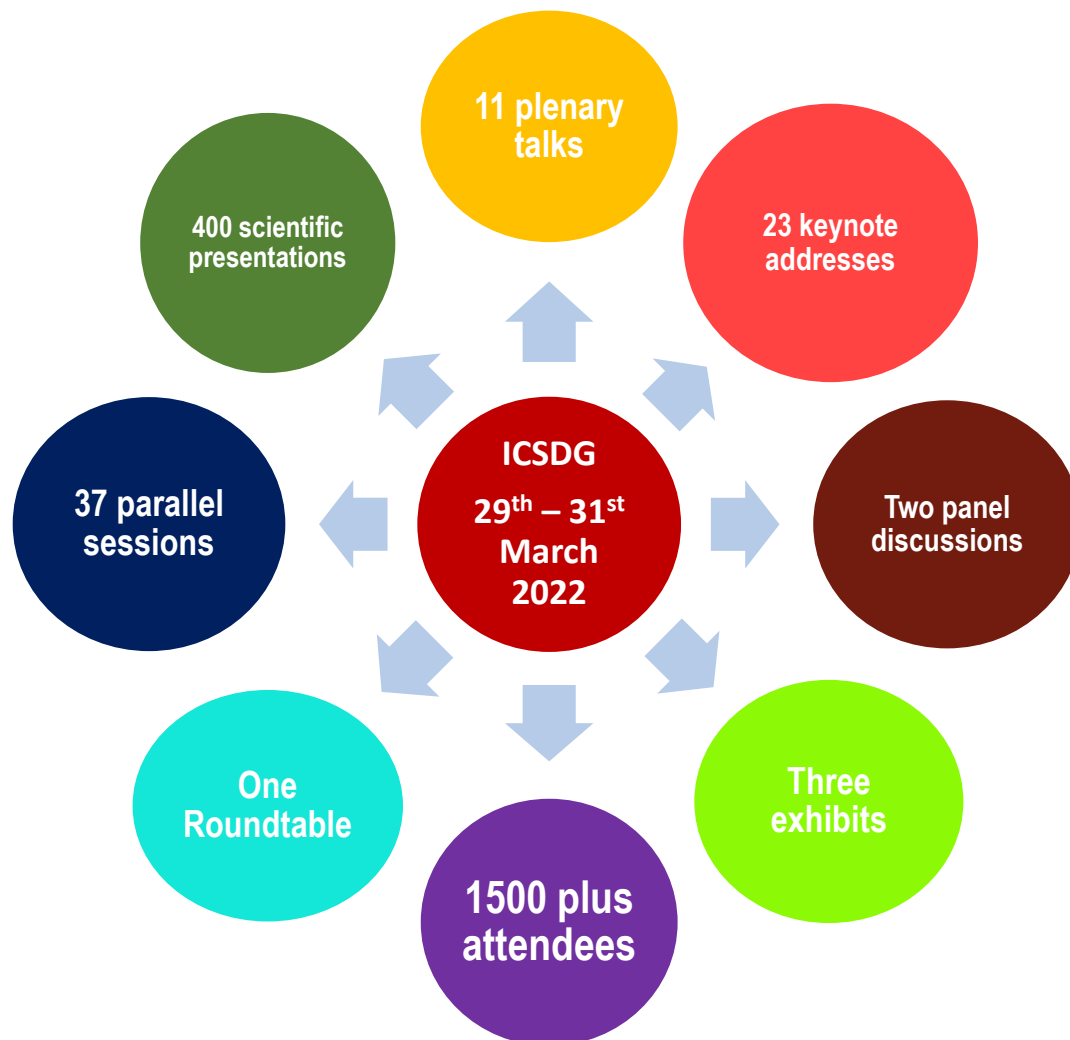 11 plenary
talks
23 keynote
addresses
400 scientific
presentations
ICSDG
29th – 31st
March
2022
37 parallel
sessions
Two panel
discussions
One
Roundtable
Three
exhibits
1500 plus
attendees